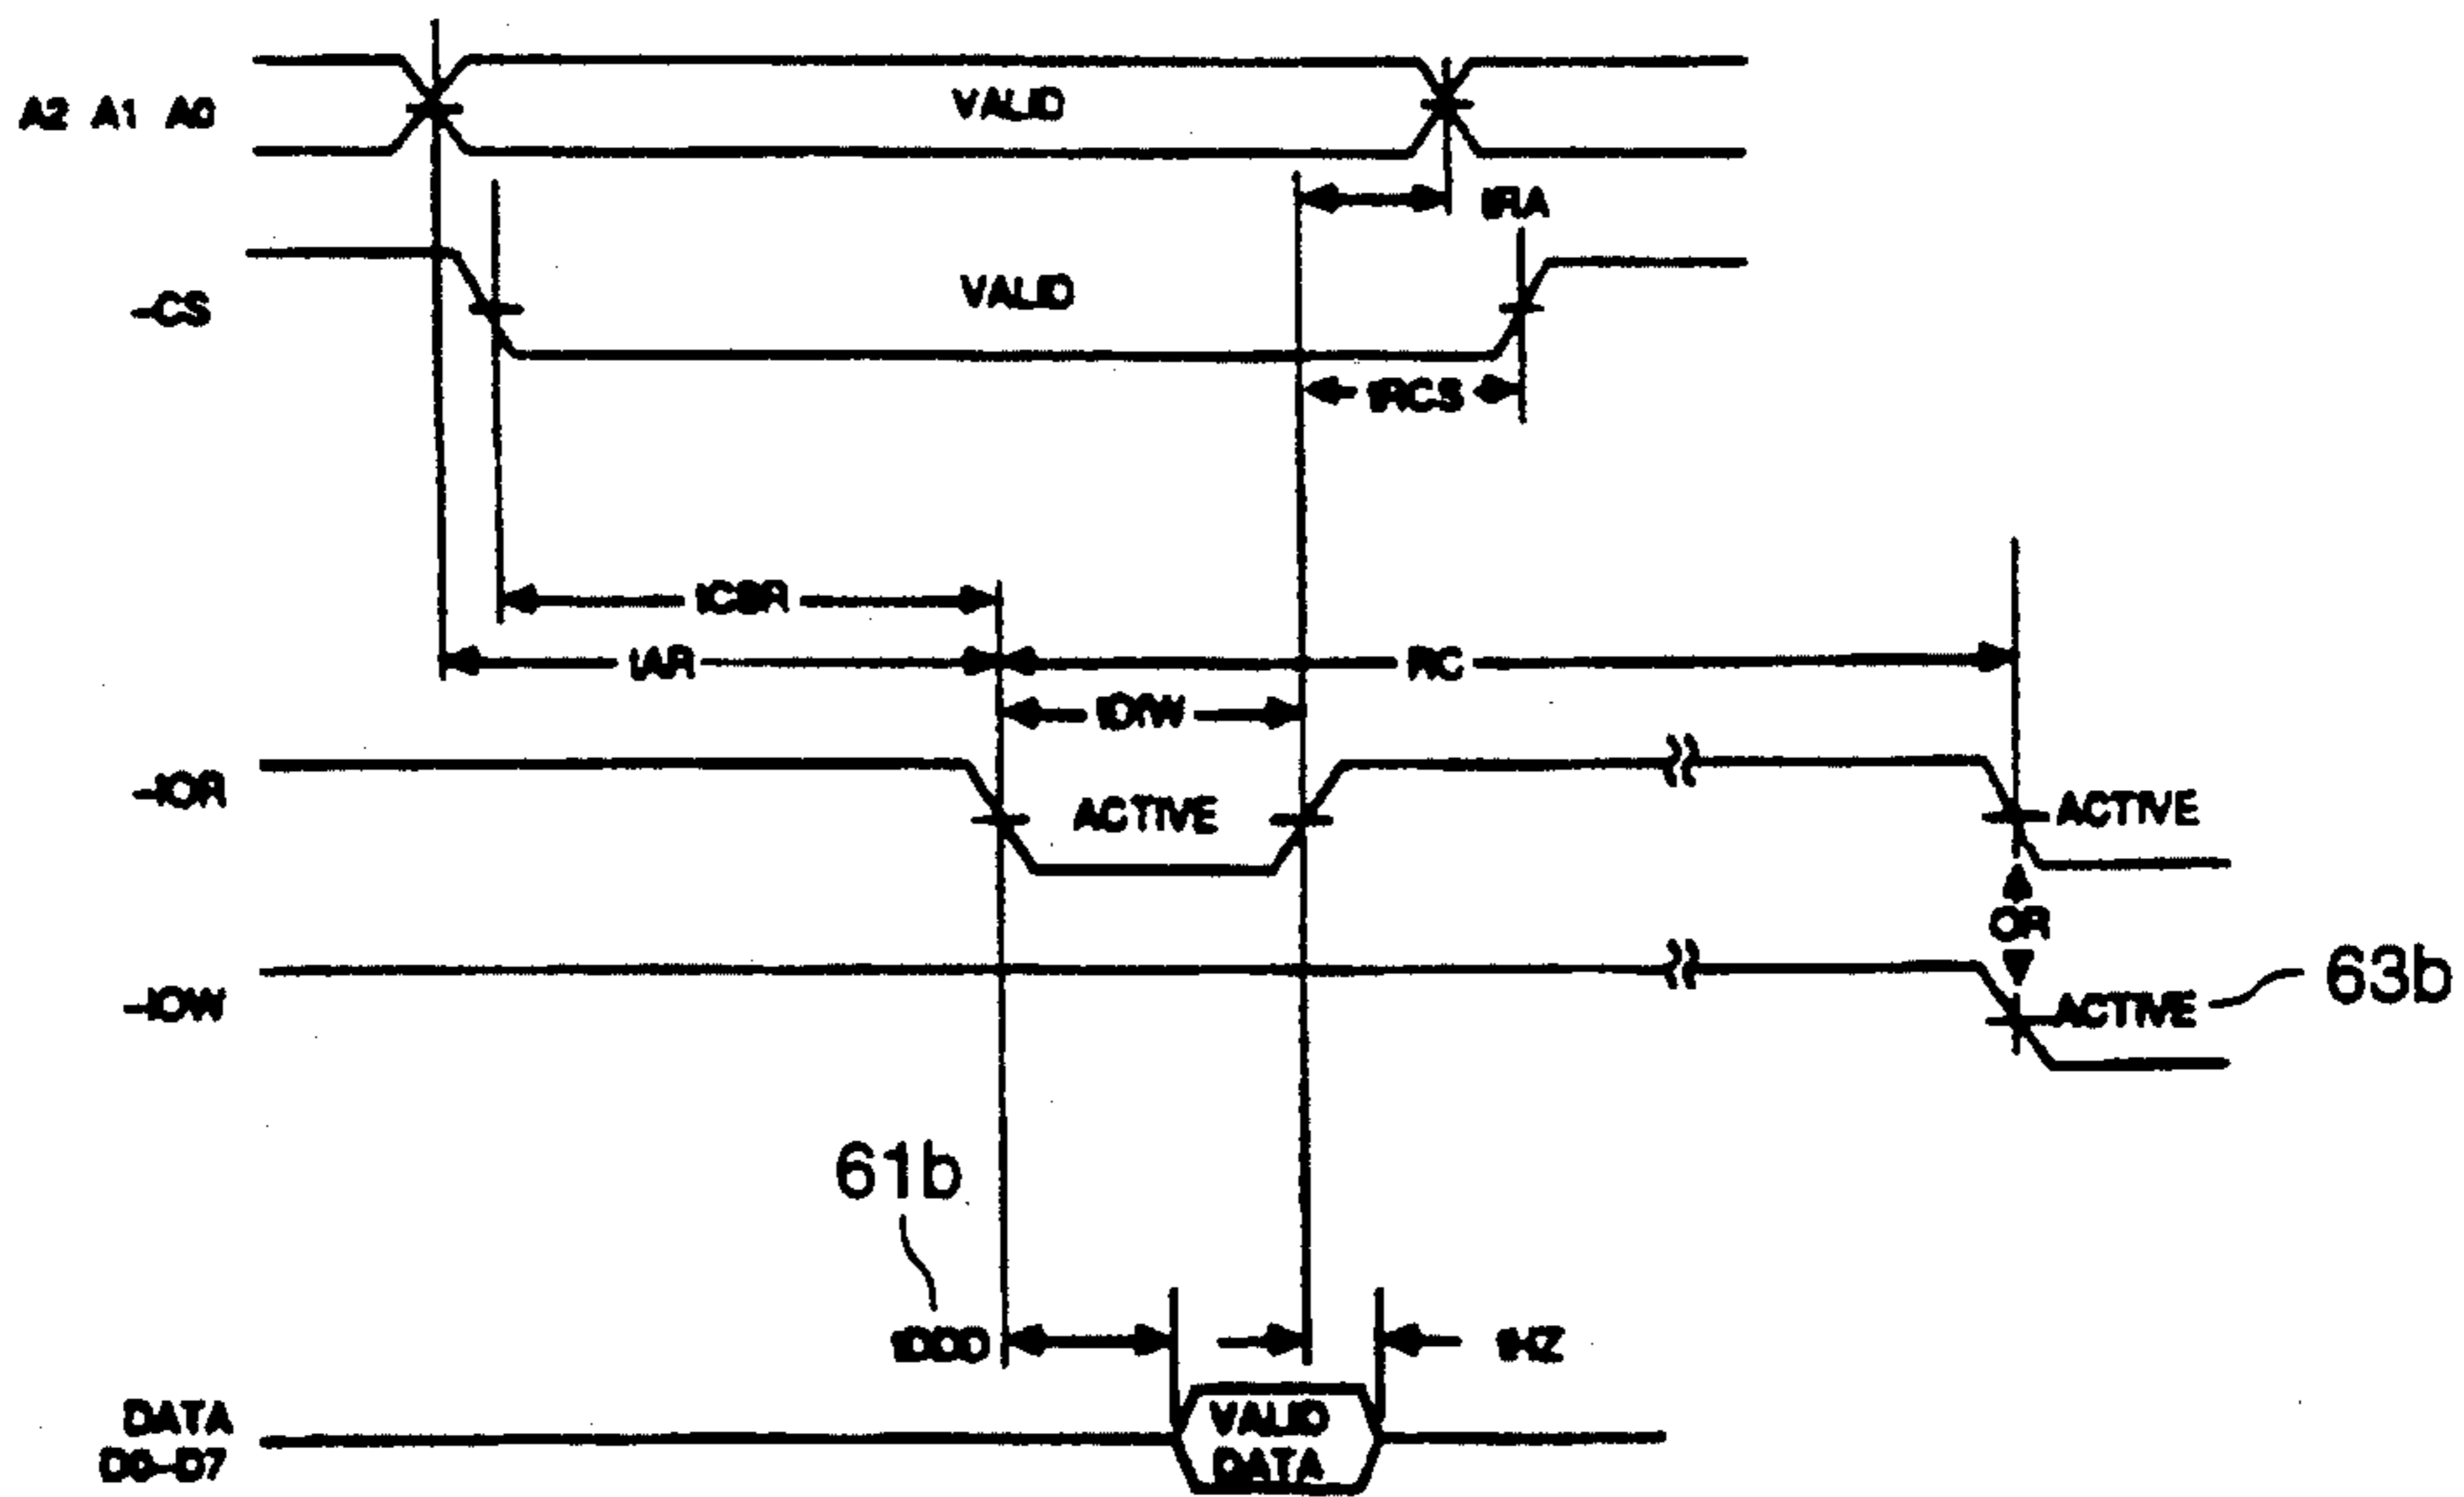 A2 A1 A0
VALID
tRA
-CS
VALID
tRCS
tCSR
tAR
RC
tDIW
-IOR
ACTIVE
ACTIVE
OR
-IOW
ACTIVE
63b
61b
tDDD
tHZ
DATA
D0-D7
VALID
DATA